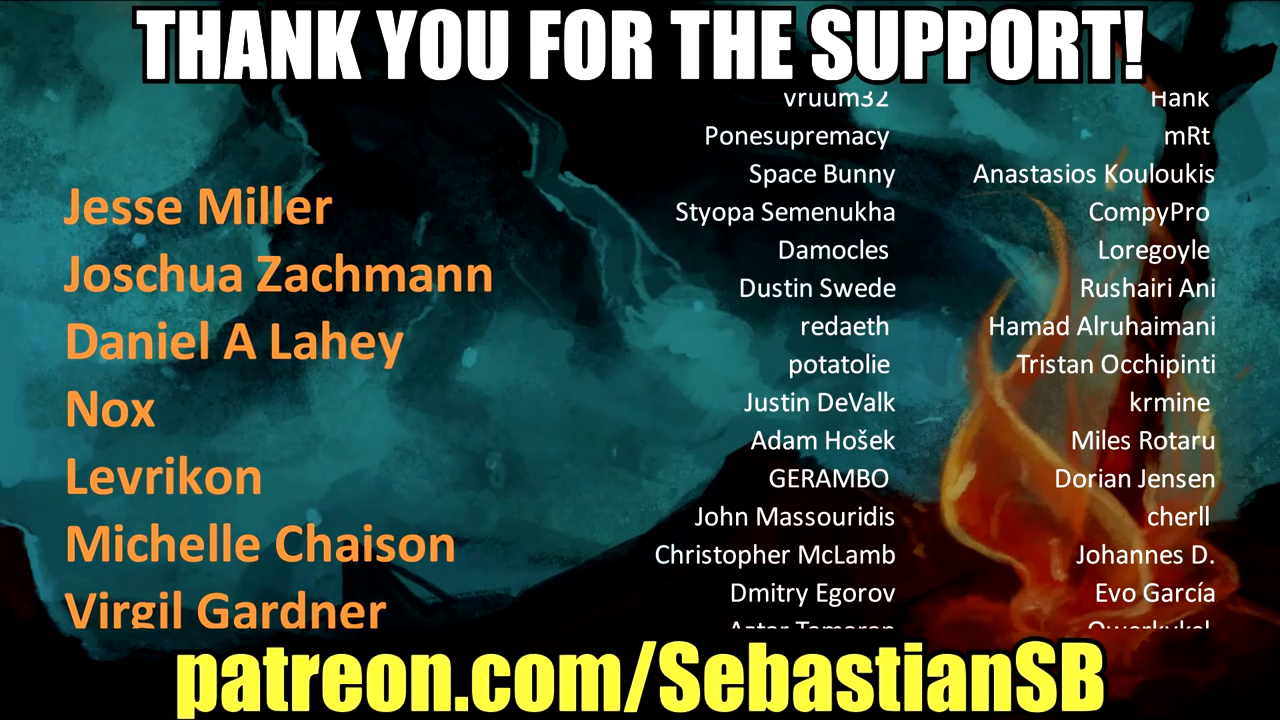 THANK YOU FOR THE SUPPORT!
Jesse Miller
Joschua Zachmann
Daniel A Lahey
Nox
Levrikon
Michelle Chaison
Virgil Gardner
vruum32
Ponesupremacy
Space Bunny
Styopa Semenukha
Damocles
Dustin Swede
redaeth
potatolie
Justin DeValk
Adam Hošek
GERAMBO
John Massouridis
Christopher McLamb
Dmitry Egorov
Hank
mRt
Anastasios Kouloukis
CompyPro
Loregoyle
Rushairi Ani
Hamad Alruhaimani
Tristan Occhipinti
krmine
Miles Rotaru
Dorian Jensen
cherll
Johannes D.
Evo García
patreon.com/SebastianSB